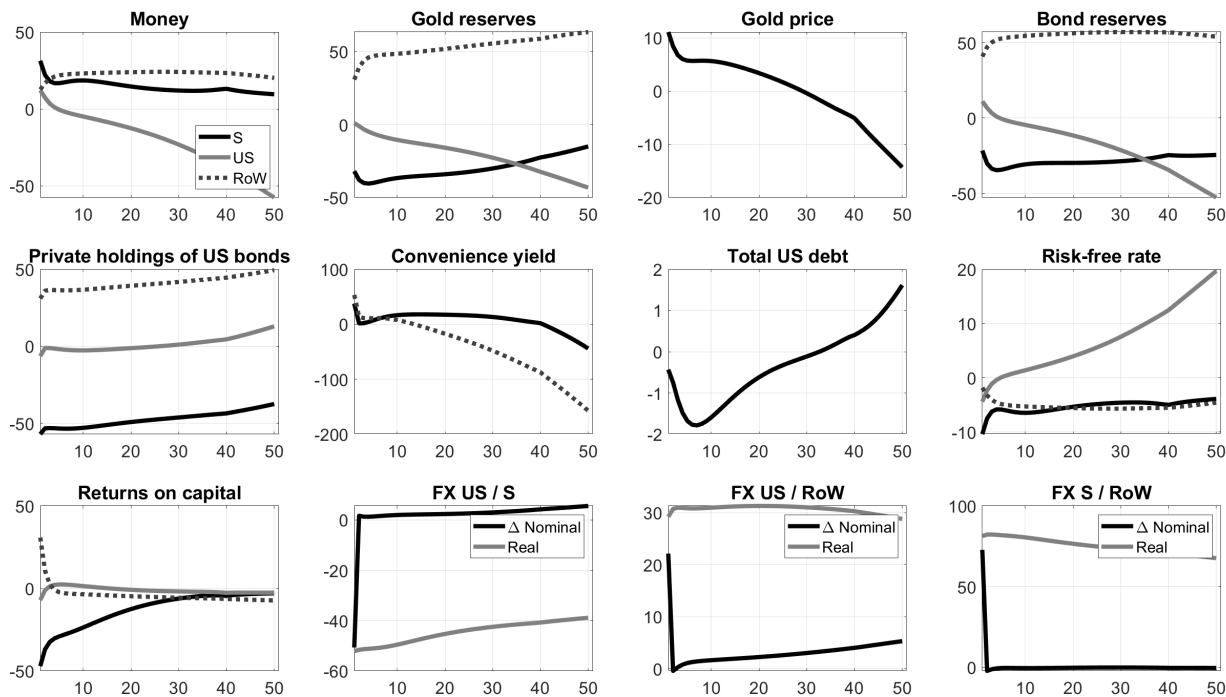 Money
50
0
-50
S
US
RoW
10 20 30 40 50
Gold reserves
50
0
-50
10 20 30 40 50
Gold price
10
0
-10
-20
10 20 30 40 50
Bond reserves
50
0
-50
10 20 30 40 50
Private holdings of US bonds
50
0
-50
10 20 30 40 50
Convenience yield
100
0
-100
-200
10 20 30 40 50
Total US debt
2
1
0
-1
-2
10 20 30 40 50
Risk-free rate
20
10
0
-10
10 20 30 40 50
Returns on capital
50
0
-50
10 20 30 40 50
FX US / S
0
-20
-40
-60
Δ Nominal
Real
10 20 30 40 50
FX US / RoW
30
20
10
0
Δ Nominal
Real
10 20 30 40 50
FX S / RoW
100
50
0
Δ Nominal
Real
10 20 30 40 50